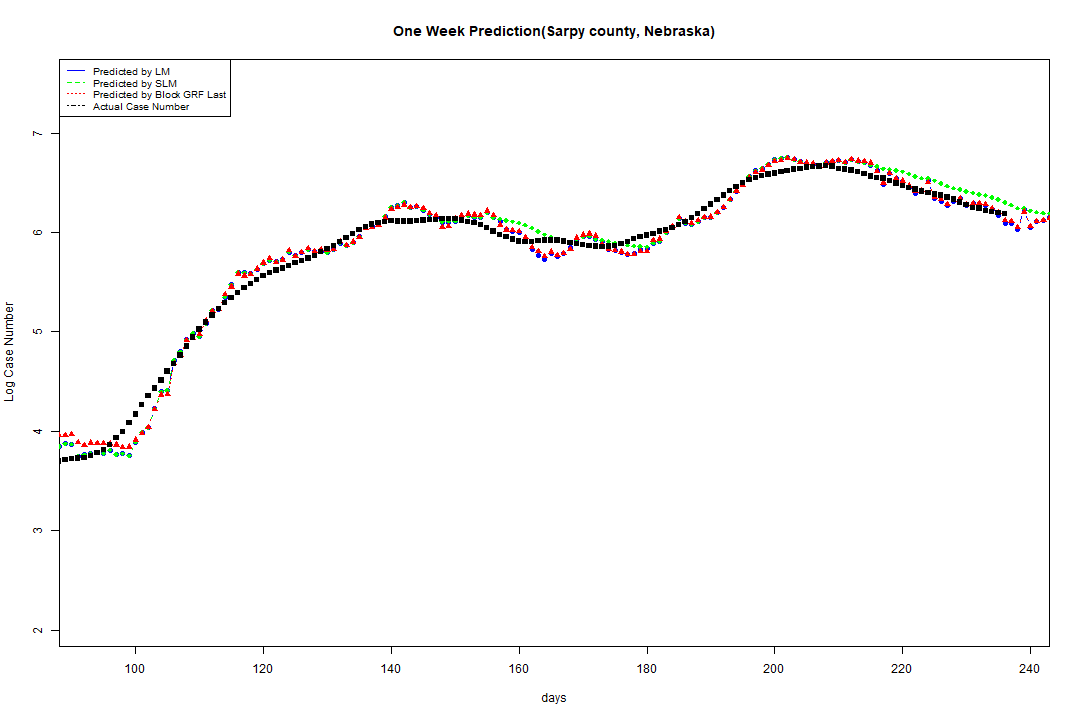 One Week Prediction(Sarpy county, Nebraska)
Predicted by LM
Predicted by SLM
Predicted by Block GRF Last
Actual Case Number
7
6
5
4
3
2
Log Case Number
100 120 140 160 180 200 220 240
days